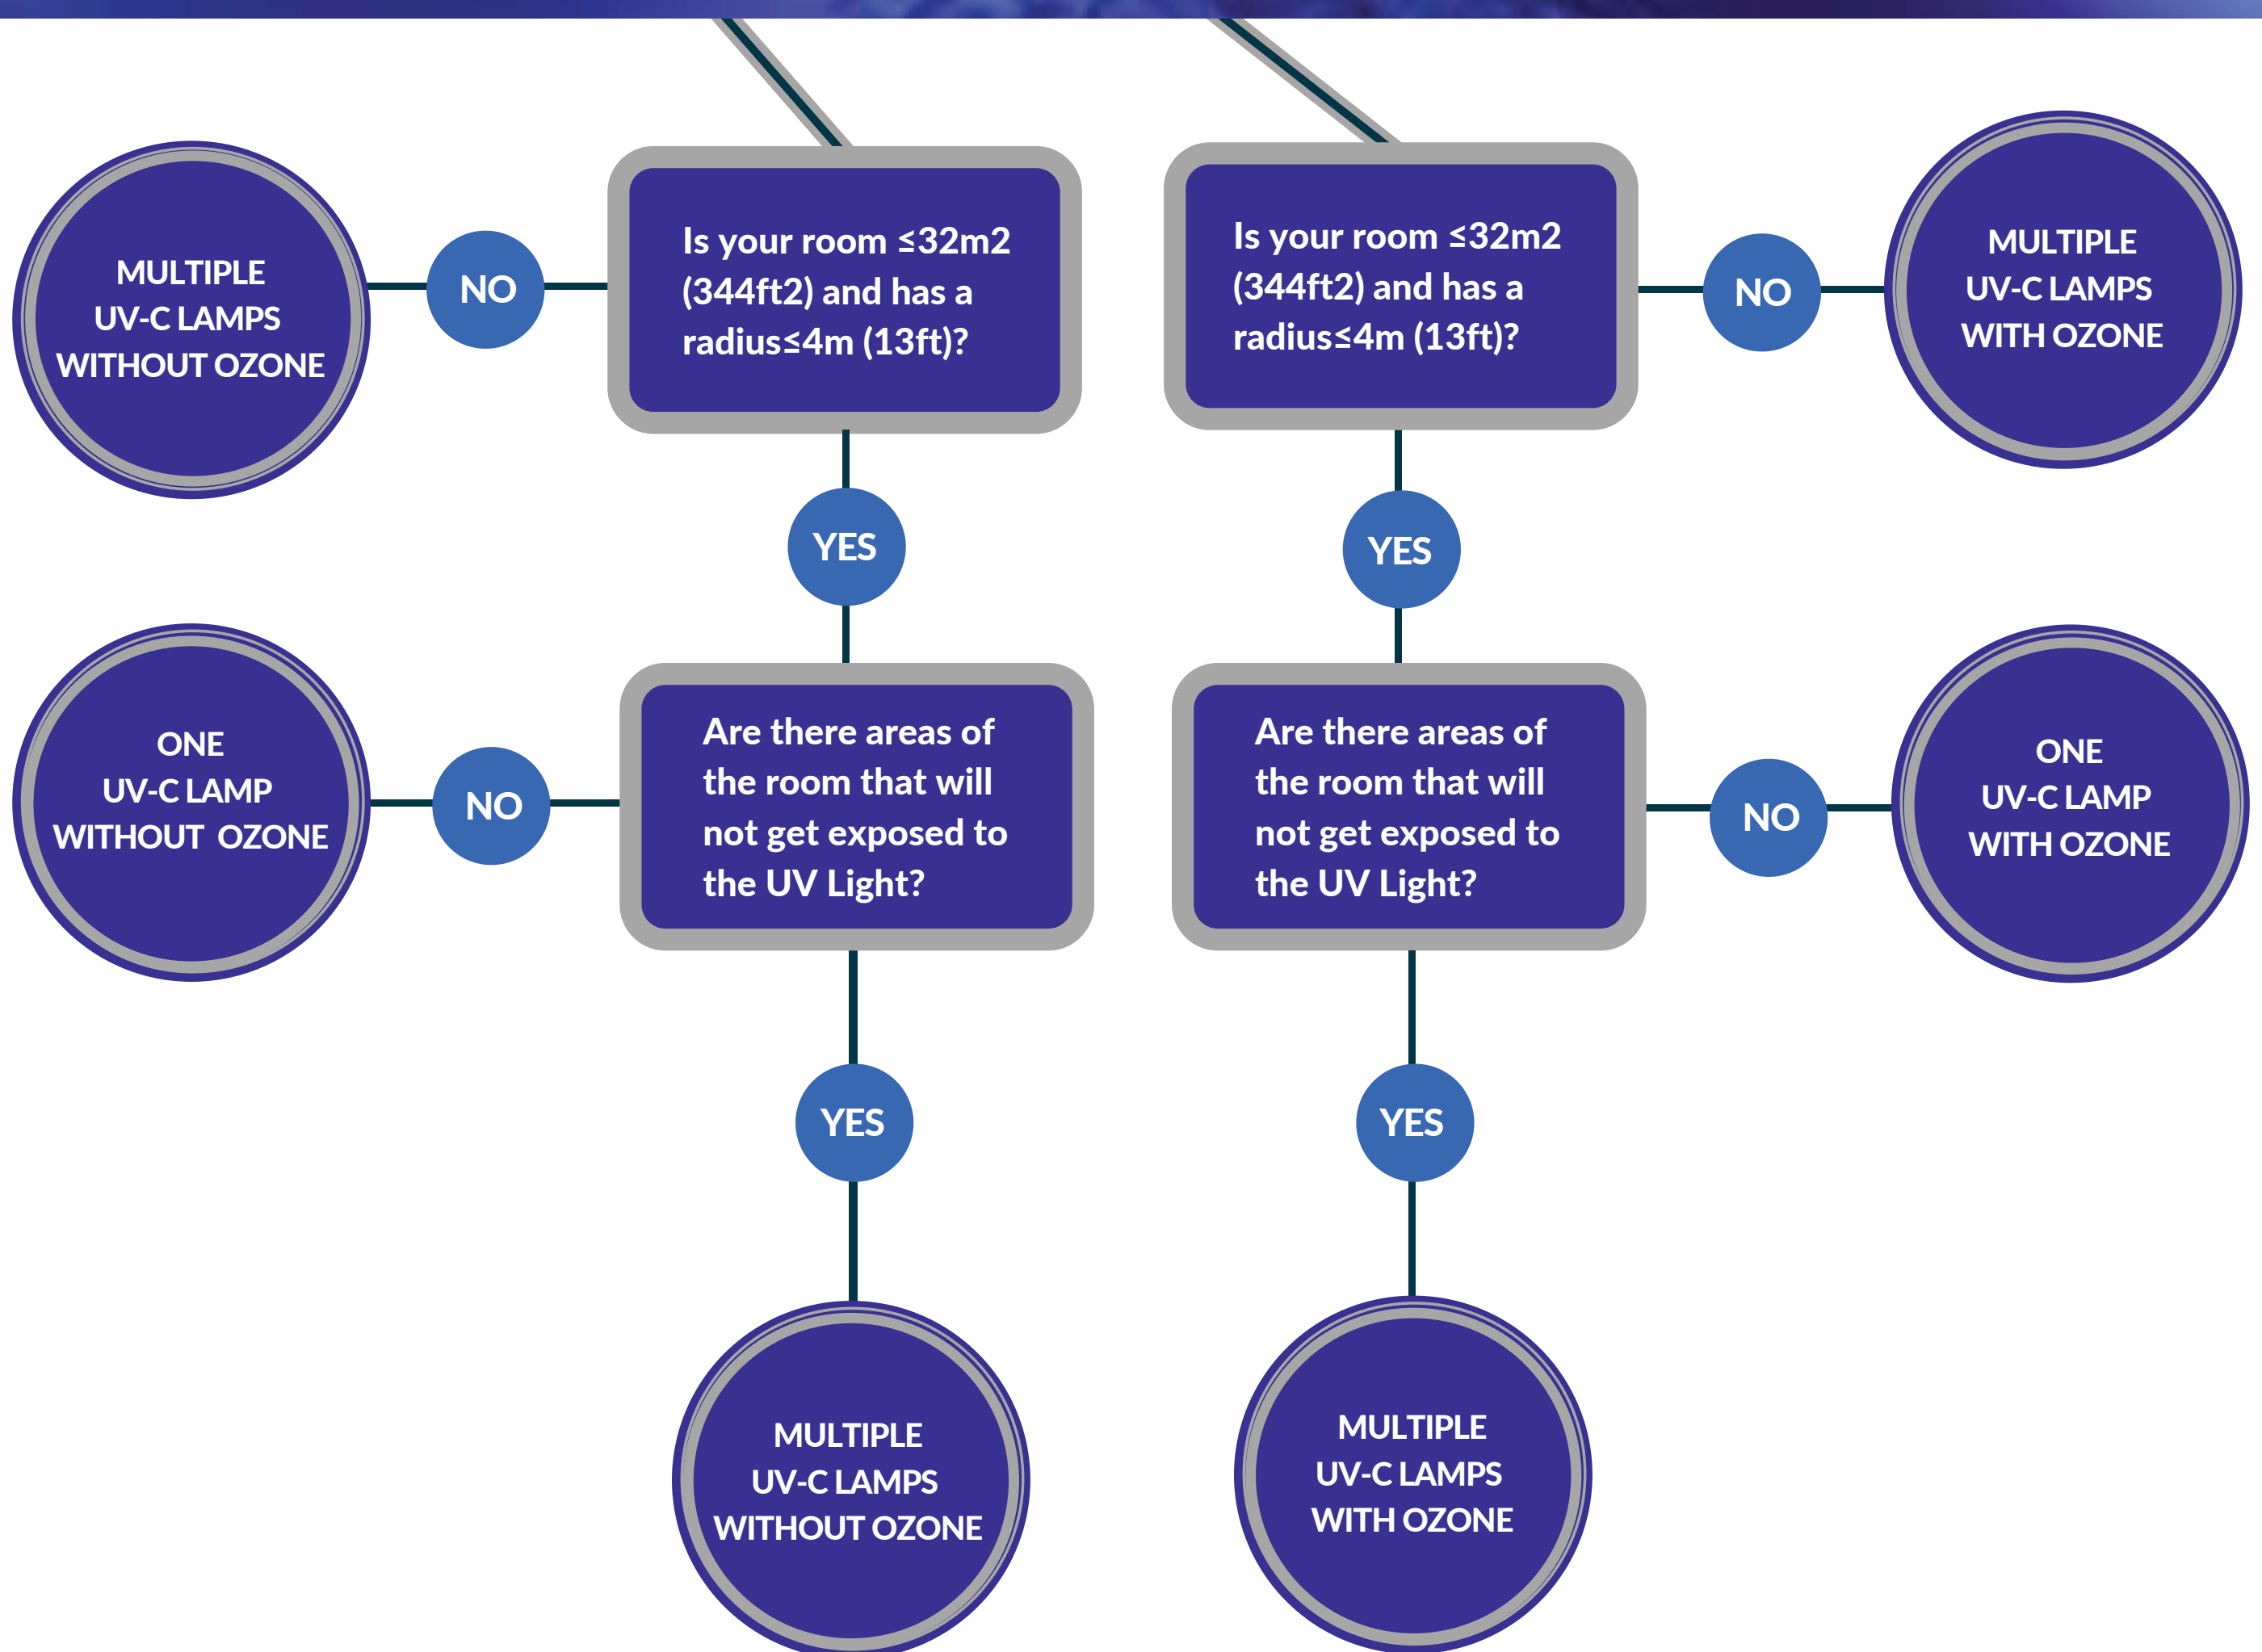 MULTIPLE
UV-C LAMPS
WITHOUT OZONE
NO
Is your room ≤32m2
(344ft2) and has a
radius≤4m (13ft)?
Is your room ≤32m2
(344ft2) and has a
radius≤4m (13ft)?
NO
MULTIPLE
UV-C LAMPS
WITH OZONE
YES
YES
ONE
UV-C LAMP
WITHOUT  OZONE
NO
Are there areas of
the room that will
not get exposed to
the UV Light?
Are there areas of
the room that will
not get exposed to
the UV Light?
NO
ONE
UV-C LAMP
WITH OZONE
YES
YES
MULTIPLE
UV-C LAMPS
WITHOUT OZONE
MULTIPLE
UV-C LAMPS
WITH OZONE